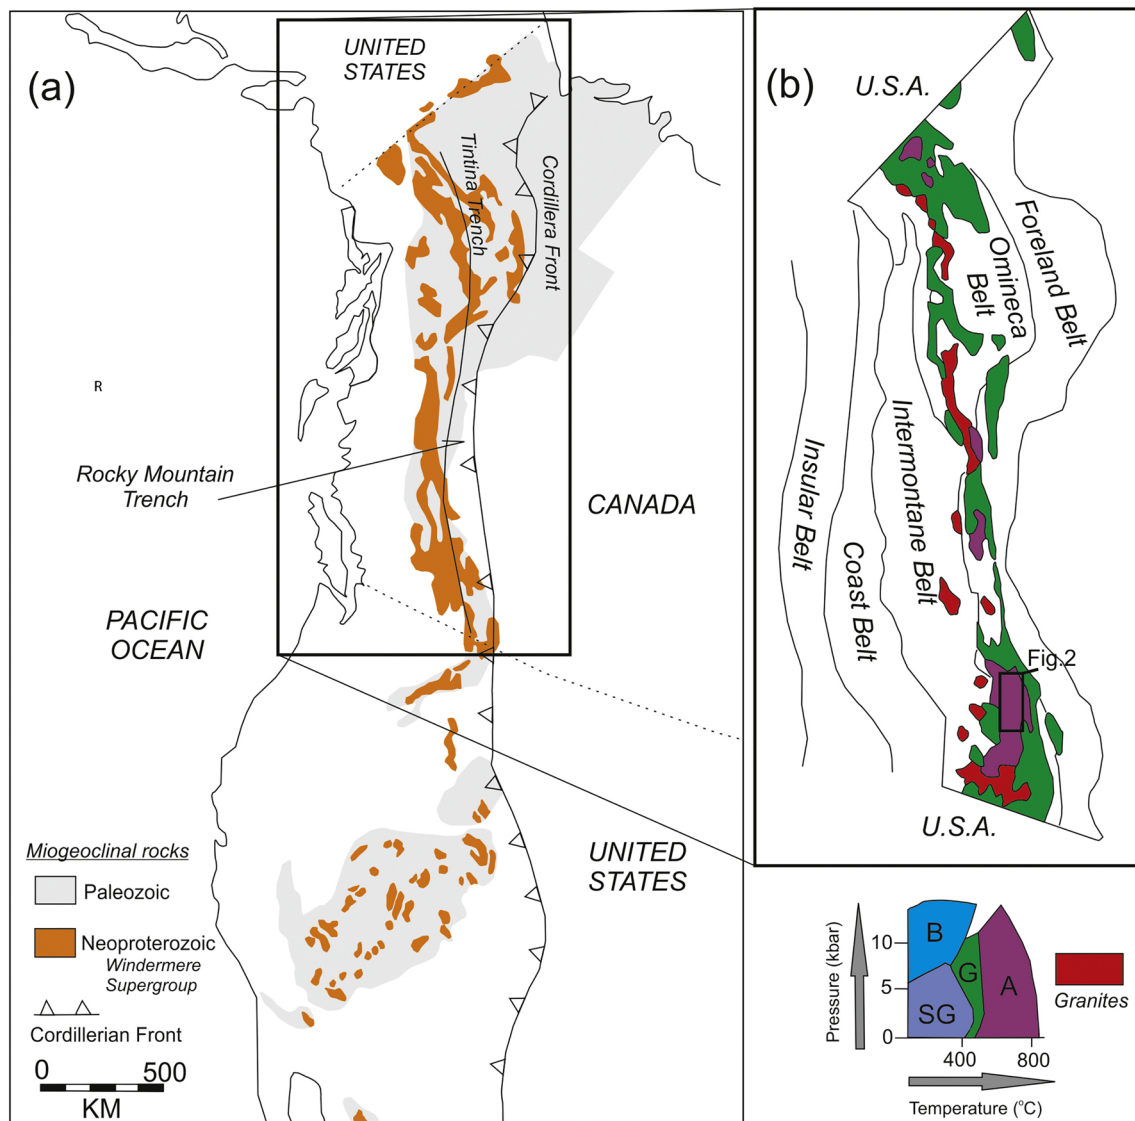 (a)
UNITED
STATES
Tintina Trench
Cordillera Front
R
Rocky Mountain
Trench
CANADA
PACIFIC
OCEAN
UNITED
STATES
Miogeoclinal rocks
Paleozoic
Neoproterozoic
Windermere
Supergroup
Cordillerian Front
0 500
KM
(b)
U.S.A.
Foreland Belt
Omineca
Belt
Intermontane Belt
Insular Belt
Coast Belt
Fig.2
U.S.A.
Pressure (kbar)
10
5
0
B
G
A
SG
400 800
Temperature (°C)
Granites